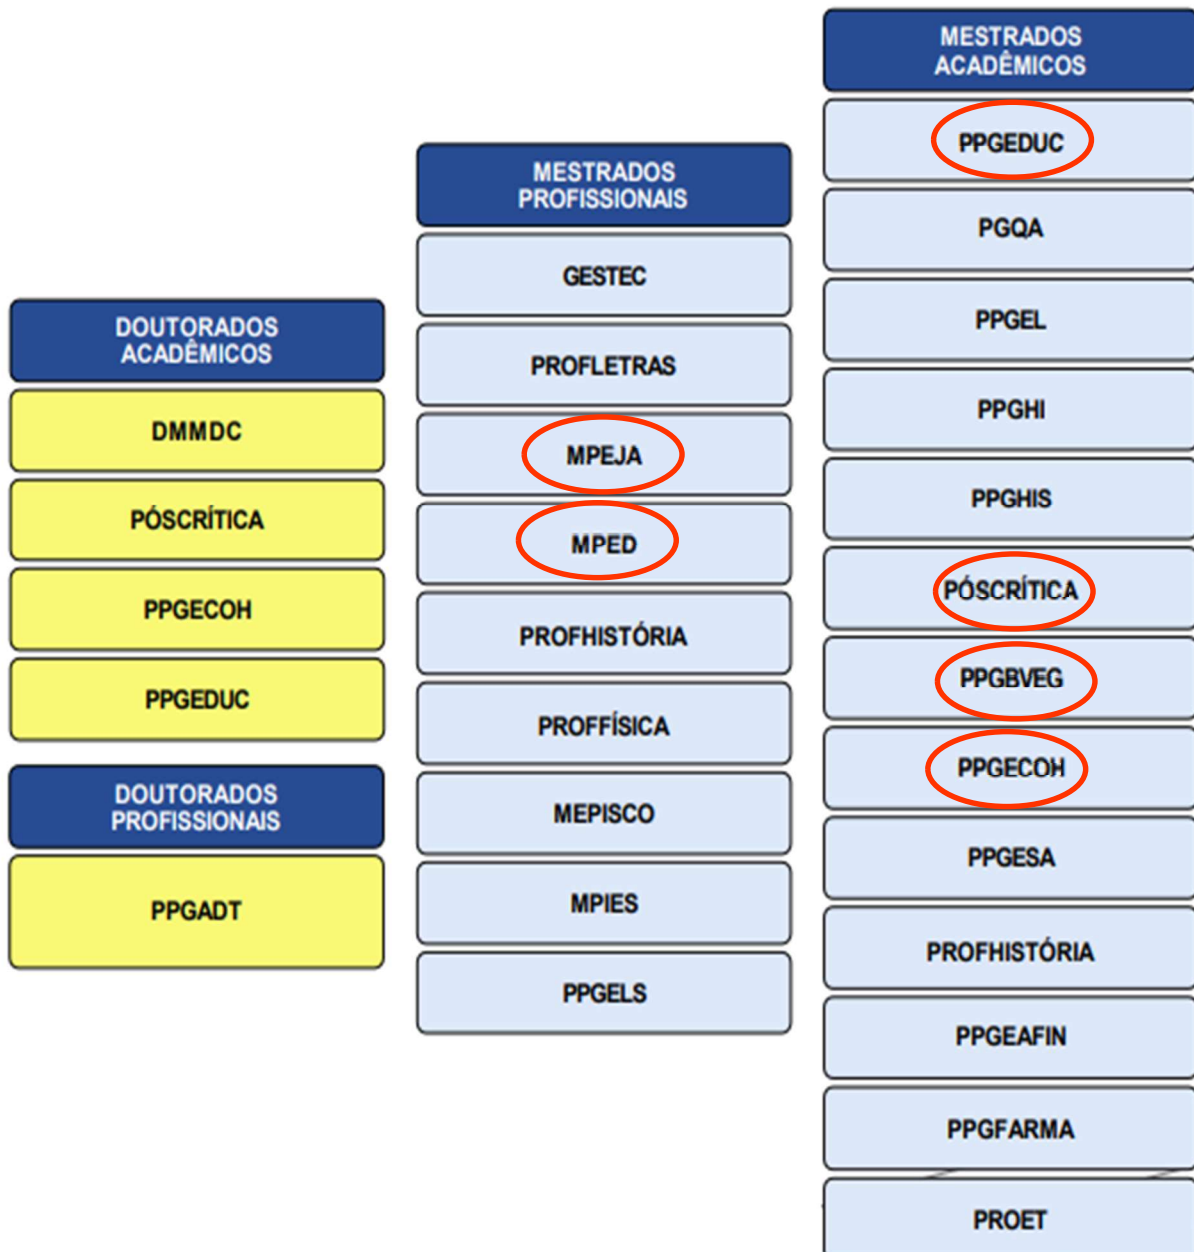 DOUTORADOS
ACADÊMICOS
DMMDC
PÓSCRÍTICA
PPGECOH
PPGEDUC
DOUTORADOS
PROFISSIONAIS
PPGADT
MESTRADOS
PROFISSIONAIS
GESTEC
PROFLETRAS
MPEJA
MPED
PROFHISTÓRIA
PROFFÍSICA
MEPISCO
MPIES
PPGELS
MESTRADOS
ACADÊMICOS
PPGEDUC
PGQA
PPGEL
PPGHI
PPGHIS
PÓSCRÍTICA
PPGBVEG
PPGECOH
PPGESA
PROFHISTÓRIA
PPGEAFIN
PPGFARMA
PROET